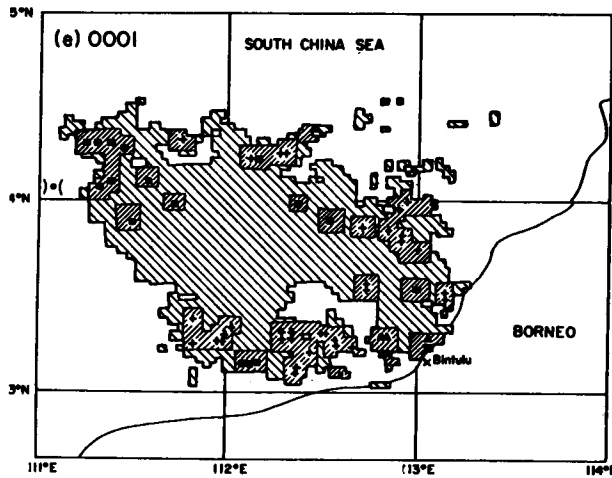 5°N
(e) 0001
SOUTH CHINA SEA
4°N
BORNEO
Bintulu
3°N
111°E
112°E
113°E
114°E